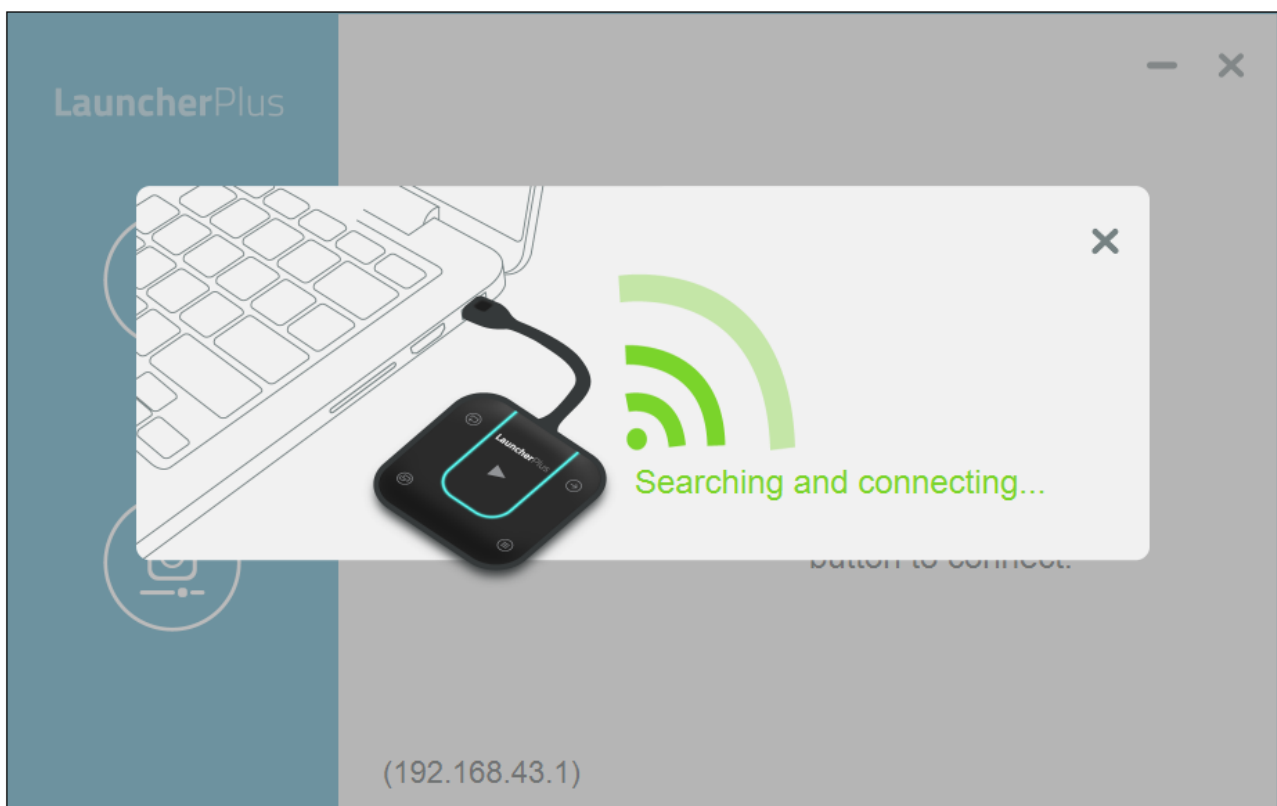 LauncherPlus
LauncherPlus
Searching and connecting...
button to connect.
(192.168.43.1)